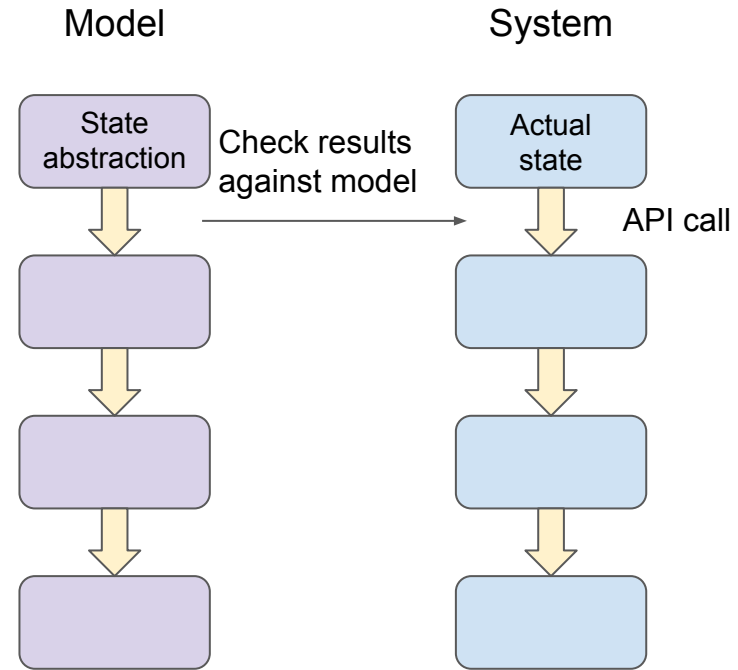 Model
System
State
abstraction
Check results
against model
Actual
state
API call